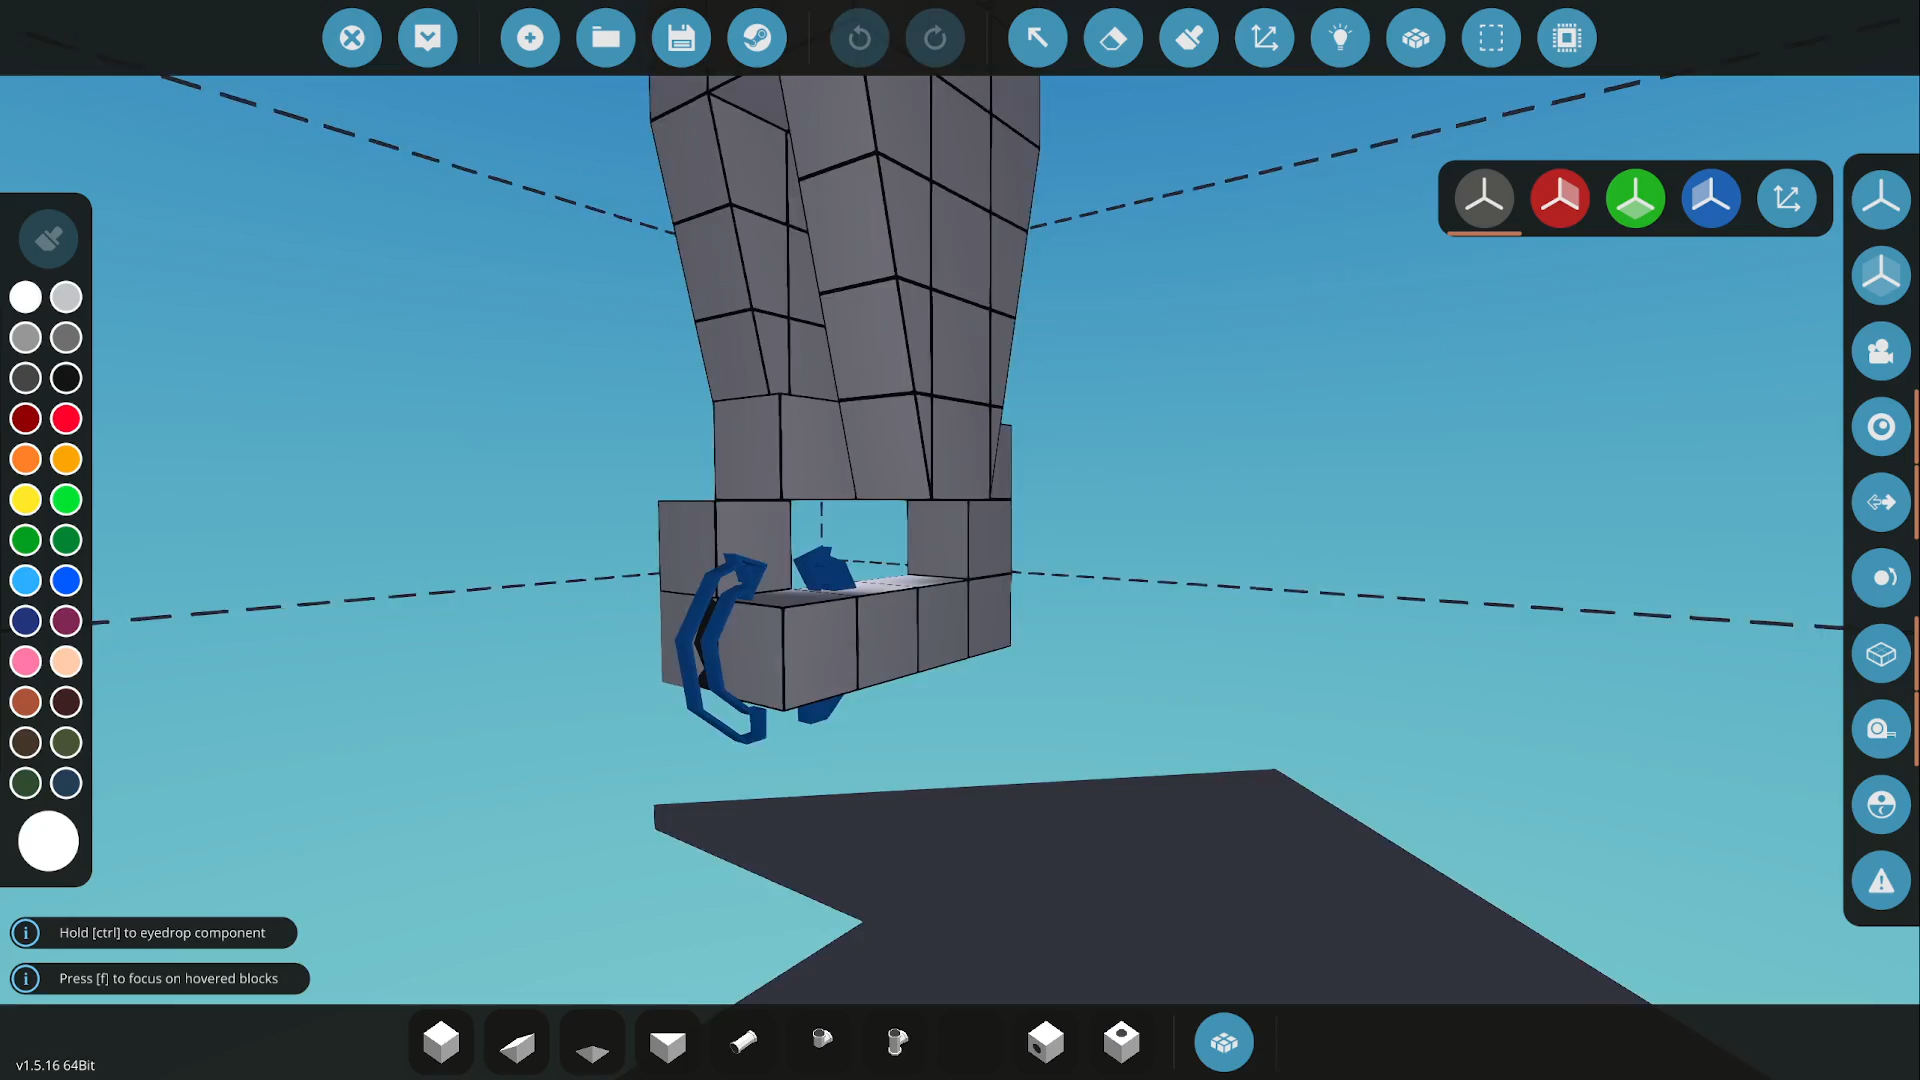 Hold [ctrl] to eyedrop component
Press [f] to focus on hovered blocks
v1.5.16 64Bit